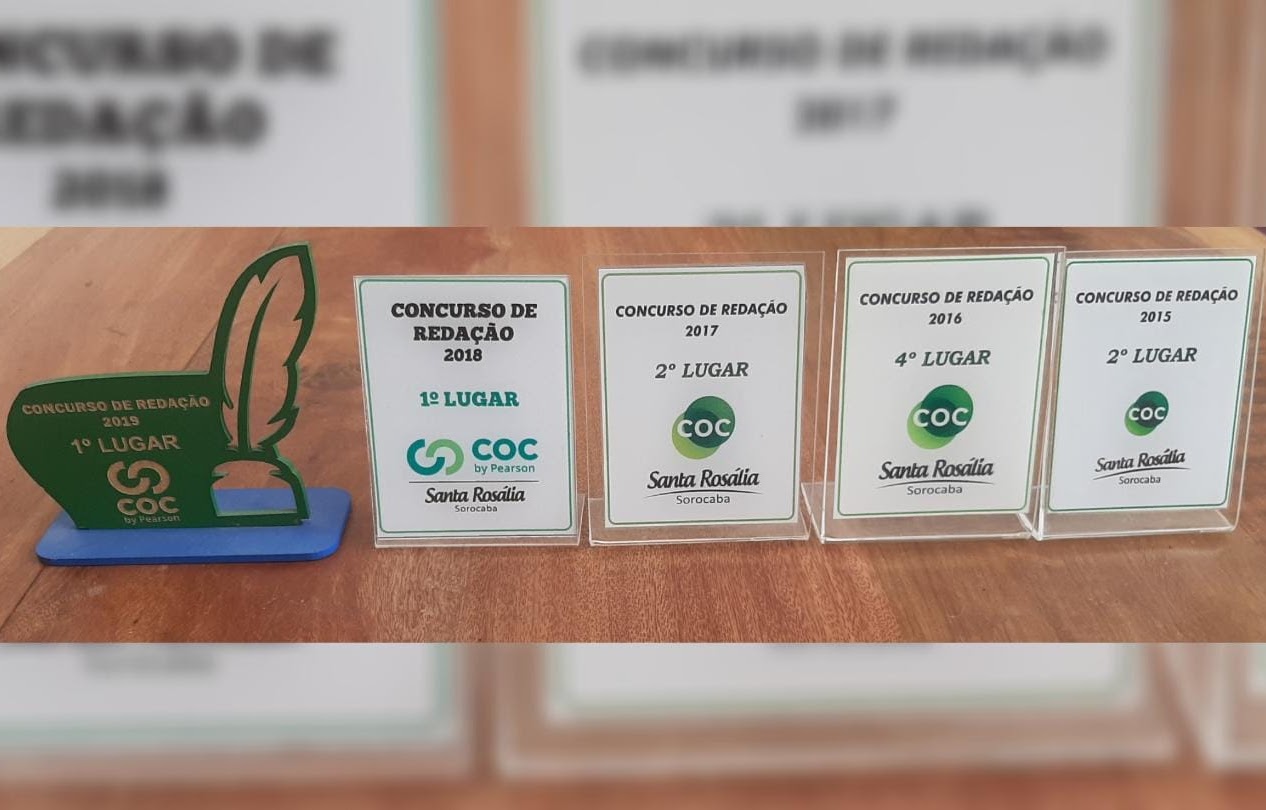 CONCURSO DE REDAÇÃO
2019
1º LUGAR
COC
by Pearson
CONCURSO DE
REDAÇÃO
2018
1º LUGAR
COC
by Pearson
Santa Rosália
Sorocaba
CONCURSO DE REDAÇÃO
2017
2º LUGAR
COC
Santa Rosália
Sorocaba
CONCURSO DE REDAÇÃO
2016
4º LUGAR
COC
Santa Rosália
Sorocaba
CONCURSO DE REDAÇÃO
2015
2º LUGAR
COC
Santa Rosália
Sorocaba